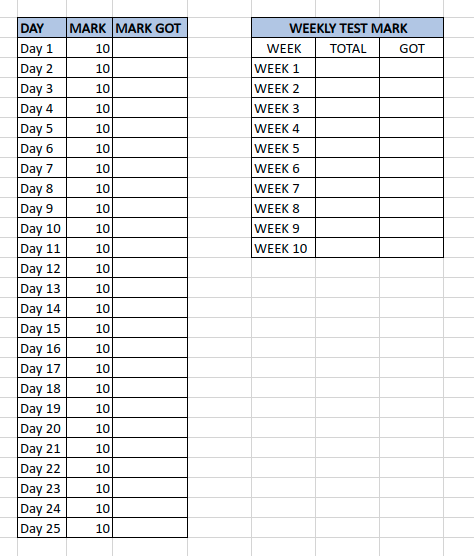 DAY MARK MARK GOT
Day 1 10
Day 2 10
Day 3 10
Day 4 10
Day 5 10
Day 6 10
Day 7 10
Day 8 10
Day 9 10
Day 10 10
Day 11 10
Day 12 10
Day 13 10
Day 14 10
Day 15 10
Day 16 10
Day 17 10
Day 18 10
Day 19 10
Day 20 10
Day 21 10
Day 22 10
Day 23 10
Day 24 10
Day 25 10
WEEKLY TEST MARK
WEEK TOTAL GOT
WEEK 1
WEEK 2
WEEK 3
WEEK 4
WEEK 5
WEEK 6
WEEK 7
WEEK 8
WEEK 9
WEEK 10